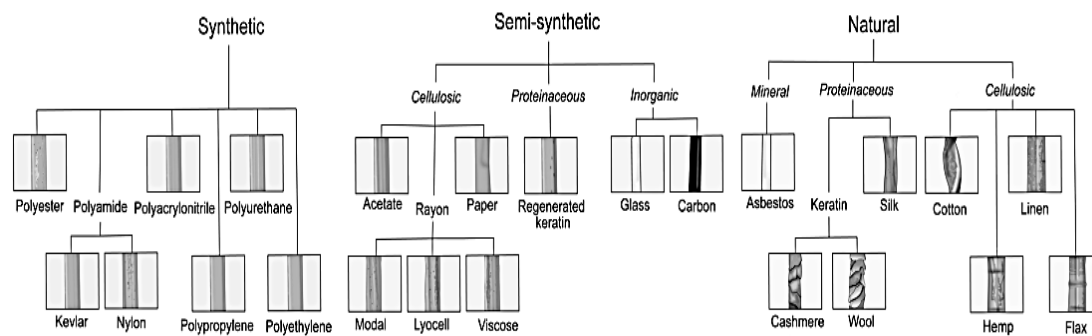 Synthetic
Semi-synthetic
Natural
Cellulosic
Proteinaceous
Inorganic
Mineral
Proteinaceous
Cellulosic
Polyester
Polyamide
Polyacrylonitrile
Polyurethane
Acetate
Rayon
Paper
Regenerated
keratin
Glass
Carbon
Asbestos
Keratin
Silk
Cotton
Linen
Kevlar
Nylon
Polypropylene
Polyethylene
Modal
Lyocell
Viscose
Cashmere
Wool
Hemp
Flax